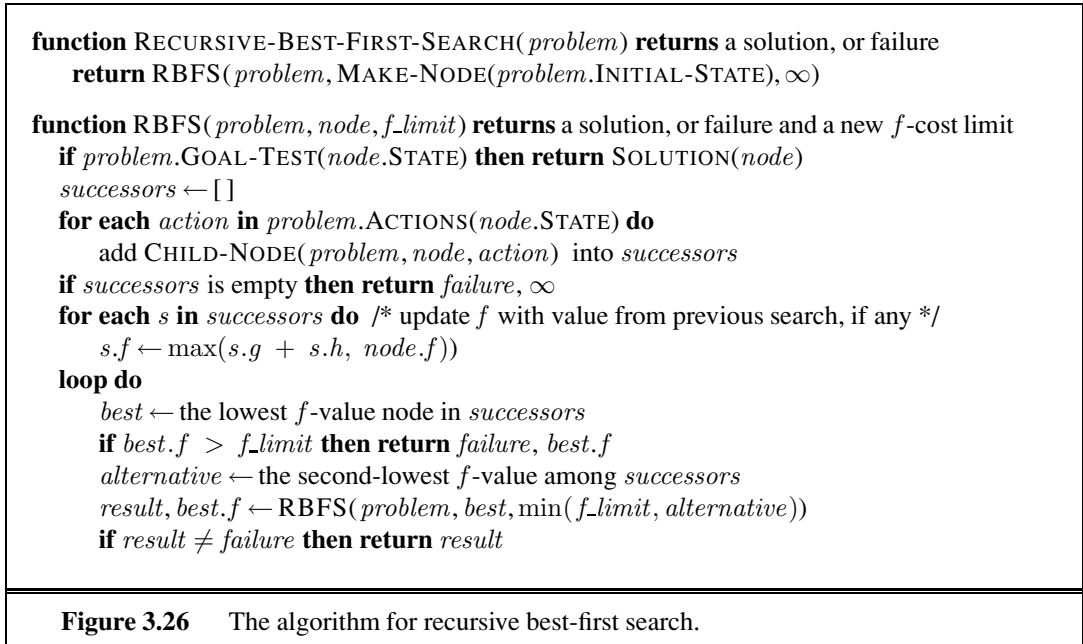 function RECURSIVE-BEST-FIRST-SEARCH(problem) returns a solution, or failure
return RBFS(problem, MAKE-NODE(problem.INITIAL-STATE), ∞)
function RBFS(problem, node, f_limit) returns a solution, or failure and a new f-cost limit
if problem.GOAL-TEST(node.STATE) then return SOLUTION(node)
successors ← [ ]
for each action in problem.ACTIONS(node.STATE) do
add CHILD-NODE(problem, node, action) into successors
if successors is empty then return failure, ∞
for each s in successors do /* update f with value from previous search, if any */
s.f ← max(s.g + s.h, node.f))
loop do
best ← the lowest f-value node in successors
if best.f > f_limit then return failure, best.f
alternative ← the second-lowest f-value among successors
result, best.f ← RBFS(problem, best, min(f_limit, alternative))
if result ≠ failure then return result
Figure 3.26 The algorithm for recursive best-first search.